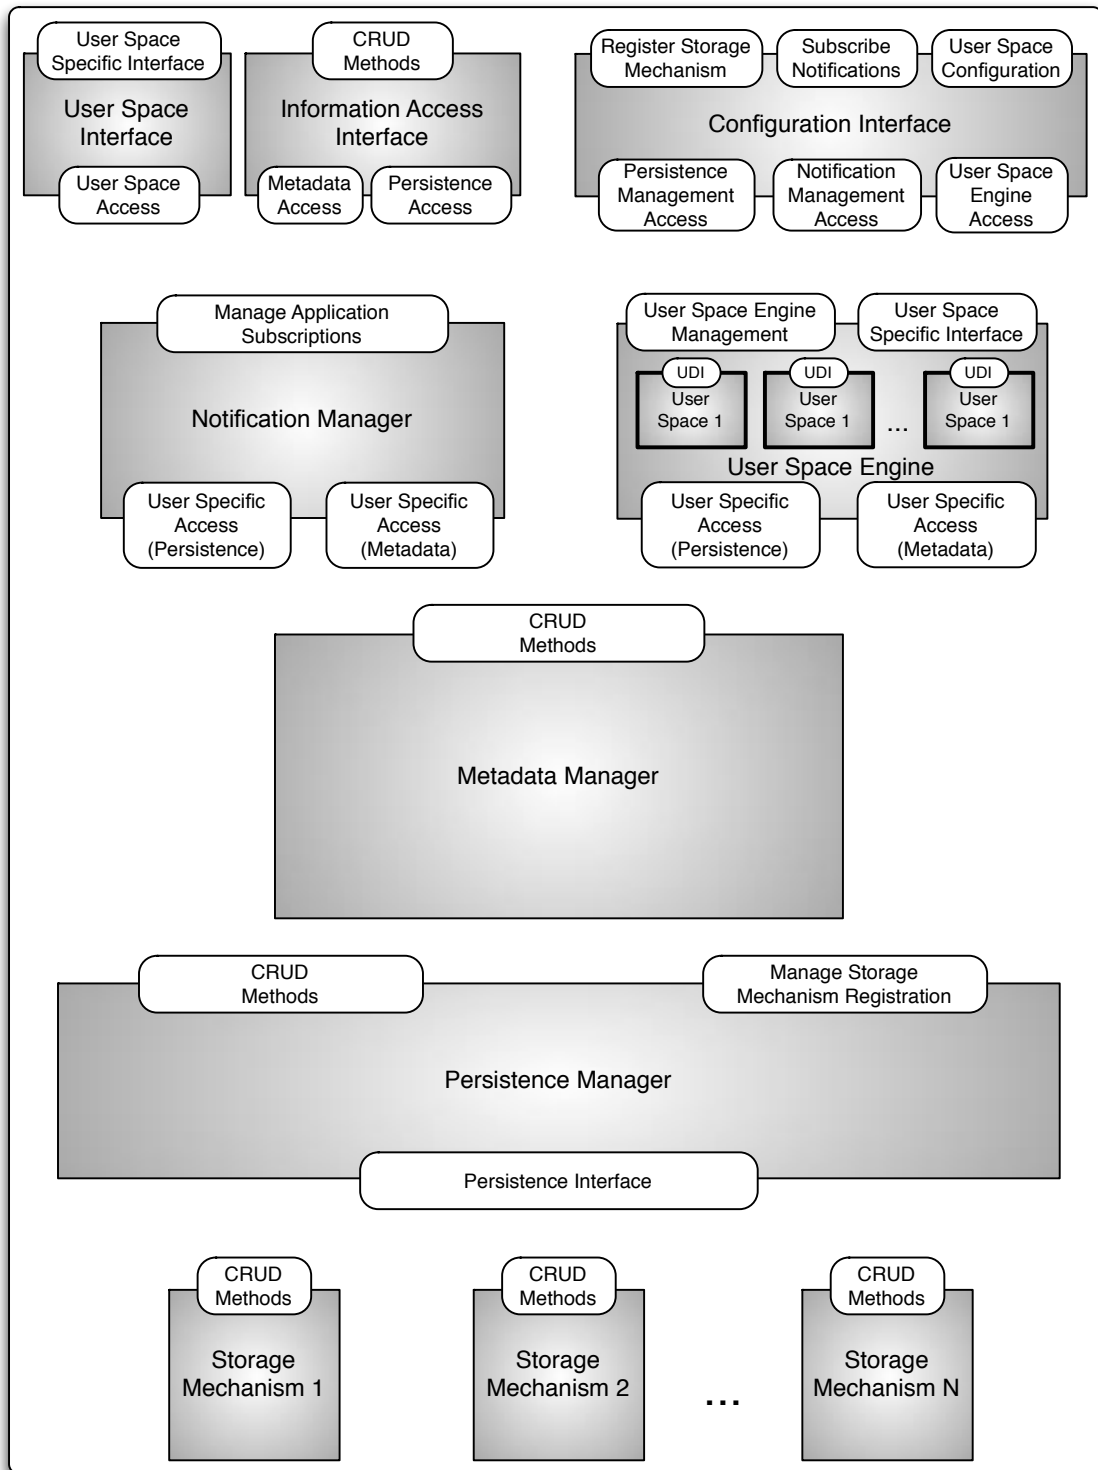 User Space
Specific Interface
User Space
Interface
User Space
Access
CRUD
Methods
Information Access
Interface
Metadata
Access
Persistence
Access
Register Storage
Mechanism
Subscribe
Notifications
User Space
Configuration
Configuration Interface
Persistence
Management
Access
Notification
Management
Access
User Space
Engine
Access
Manage Application
Subscriptions
Notification Manager
User Specific
Access
(Persistence)
User Specific
Access
(Metadata)
User Space Engine
Management
User Space
Specific Interface
UDI
User
Space 1
UDI
User
Space 1
...
UDI
User
Space 1
User Space Engine
User Specific
Access
(Persistence)
User Specific
Access
(Metadata)
CRUD
Methods
Metadata Manager
CRUD
Methods
Manage Storage
Mechanism Registration
Persistence Manager
Persistence Interface
CRUD
Methods
Storage
Mechanism 1
CRUD
Methods
Storage
Mechanism 2
...
CRUD
Methods
Storage
Mechanism N